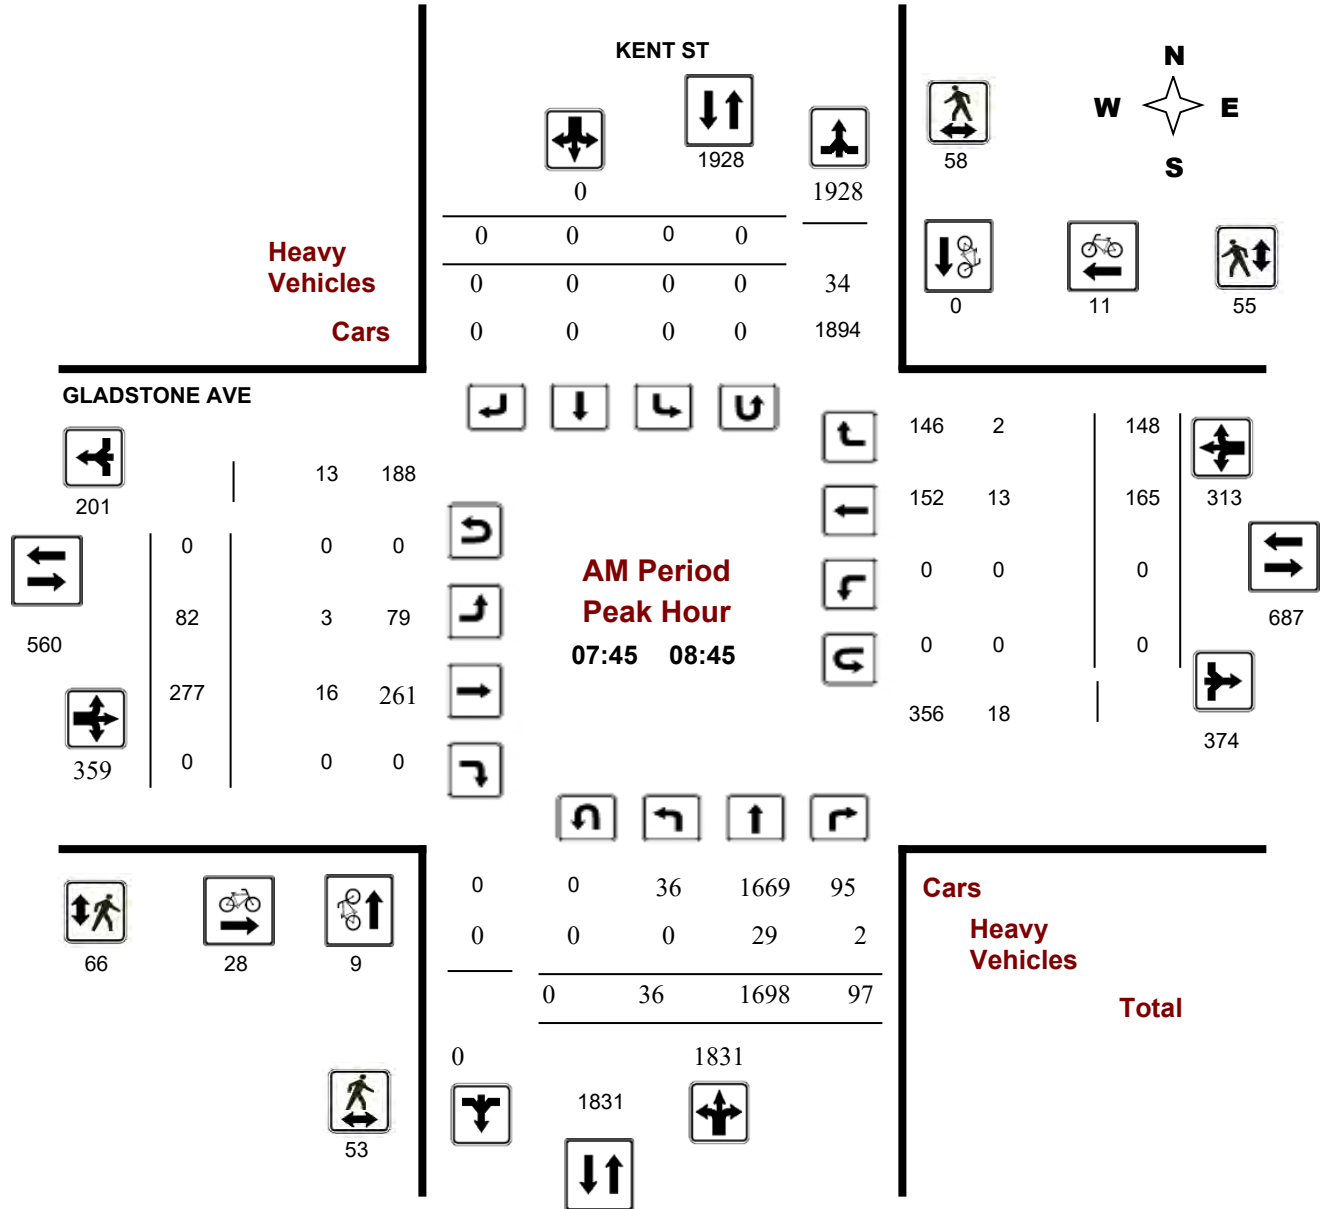 KENT ST
N
W E
S
1928
58
0 1928
0 0 0 0
Heavy
Vehicles
0 0 0 0 34
Cars
0 0 0 0 1894
0 11 55
GLADSTONE AVE
201
13 188
0 0 0
82 3 79
560
277 16 261
359
0 0 0
AM Period
Peak Hour
07:45 08:45
146 2 148
152 13 165
313
0 0 0
687
0 0 0
356 18
374
0 0 36 1669 95
Cars
0 0 0 29 2
Heavy
Vehicles
0 36 1698 97
Total
66 28 9
0 1831
1831
53